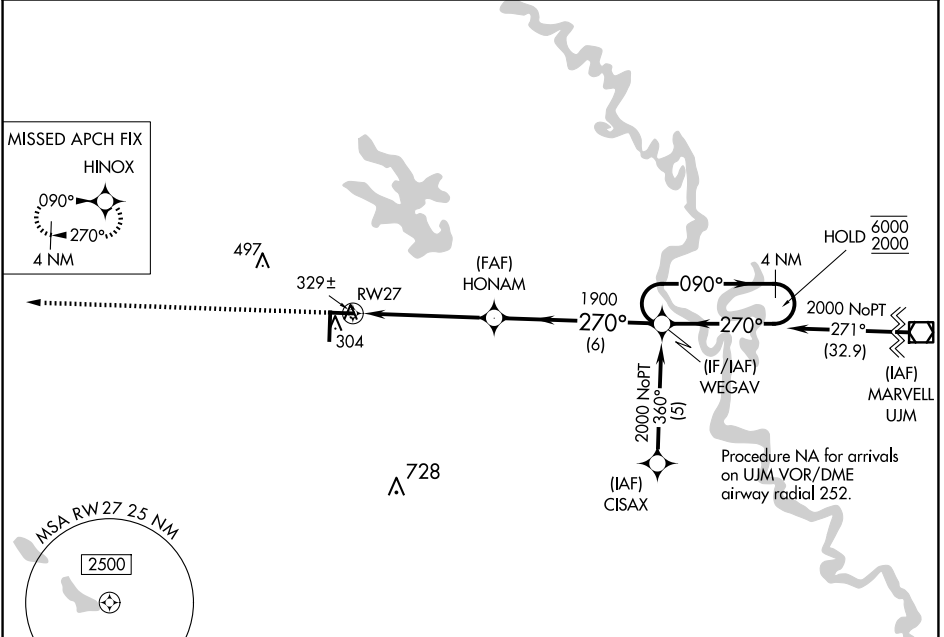 MISSED APCH FIX
HINOX
090°
270°
4 NM
497
329±
RW27
304
(FAF)
HONAM
1900
270°
(6)
090°
4 NM
270°
HOLD 6000
2000
2000 NoPT
271°
(32.9)
(IAF)
MARVELL
UJM
(IF/IAF)
WEGAV
2000 NoPT
360°
(5)
(IAF)
CISAX
Procedure NA for arrivals
on UJM VOR/DME
airway radial 252.
728
MSA RW27 25 NM
2500